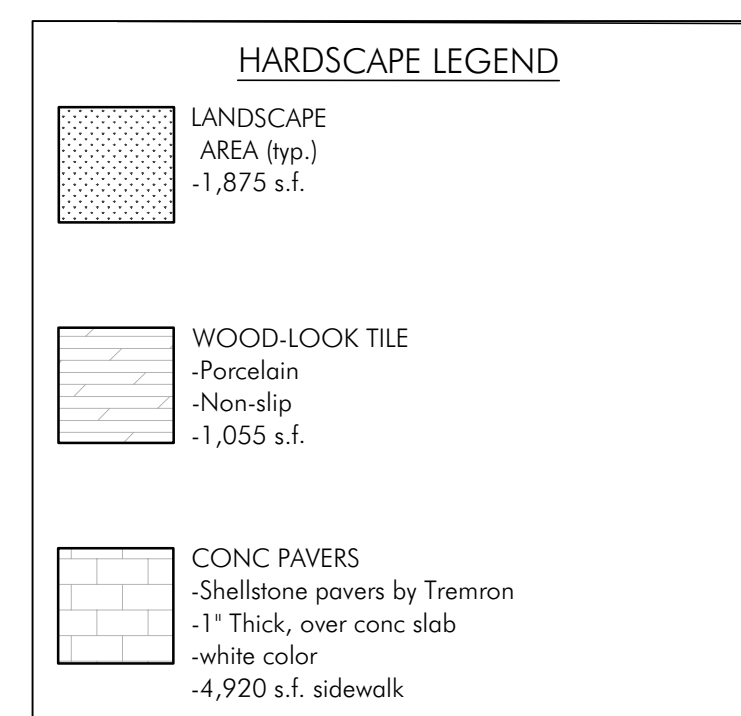 HARDSCAPE LEGEND
LANDSCAPE
AREA (typ.)
-1,875 s.f.
WOOD-LOOK TILE
-Porcelain
-Non-slip
-1,055 s.f.
CONC PAVERS
-Shellstone pavers by Tremron
-1" Thick, over conc slab
-white color
-4,920 s.f. sidewalk